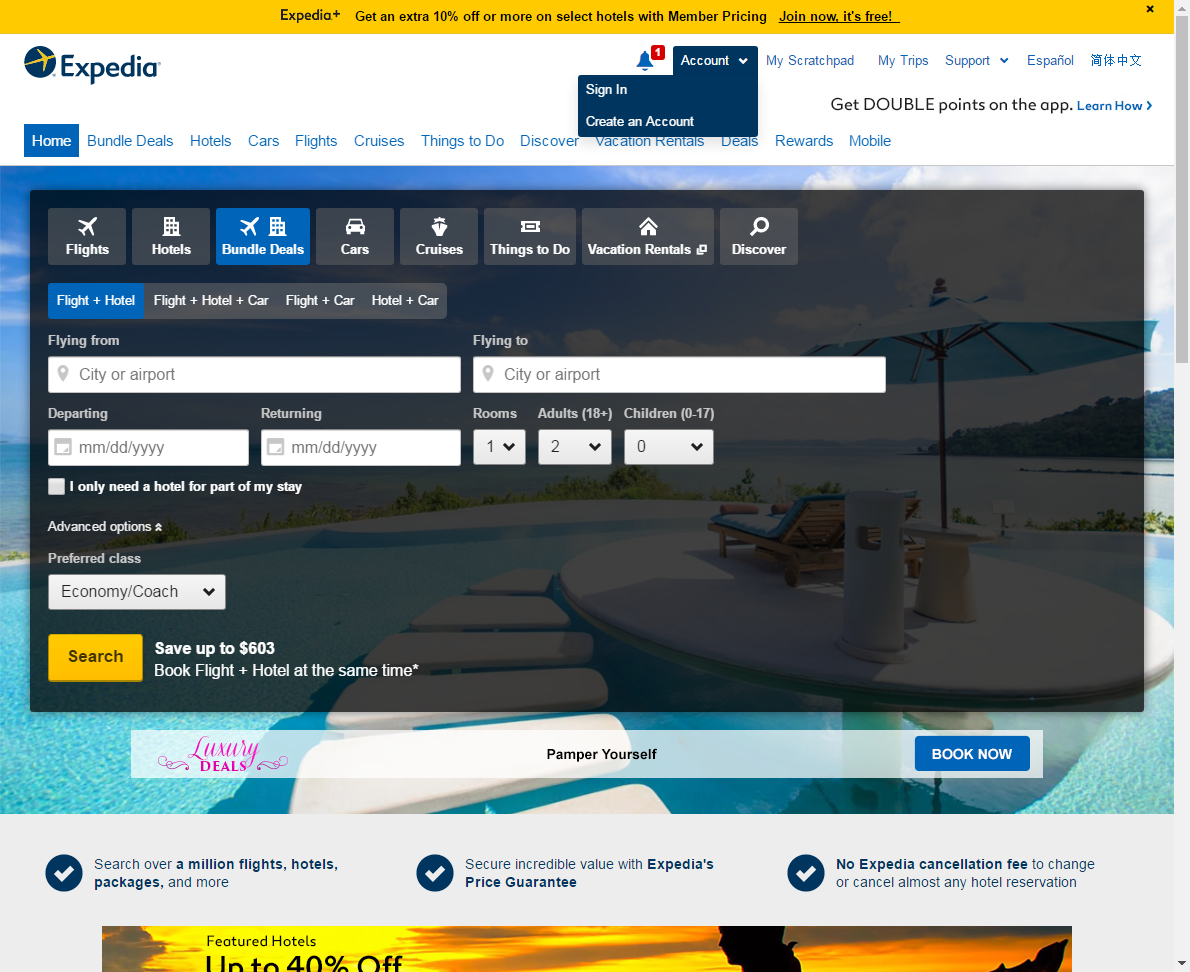 Expedia+ Get an extra 10% off or more on select hotels with Member Pricing Join now, it's free!
Expedia
1
Account
My Scratchpad
My Trips
Support
Español
简体中文
Sign In
Create an Account
Get DOUBLE points on the app. Learn How
Home
Bundle Deals
Hotels
Cars
Flights
Cruises
Things to Do
Discover
Vacation Rentals
Deals
Rewards
Mobile
Flights
Hotels
Bundle Deals
Cars
Cruises
Things to Do
Vacation Rentals
Discover
Flight + Hotel
Flight + Hotel + Car
Flight + Car
Hotel + Car
Flying from
Flying to
City or airport
City or airport
Departing
Returning
Rooms
Adults (18+)
Children (0-17)
mm/dd/yyyy
mm/dd/yyyy
1
2
0
I only need a hotel for part of my stay
Advanced options
Preferred class
Economy/Coach
Search
Save up to $603
Book Flight + Hotel at the same time*
Luxury
DEALS
Pamper Yourself
BOOK NOW
Search over a million flights, hotels,
packages, and more
Secure incredible value with Expedia's
Price Guarantee
No Expedia cancellation fee to change
or cancel almost any hotel reservation
Featured Hotels
Up to 40% Off